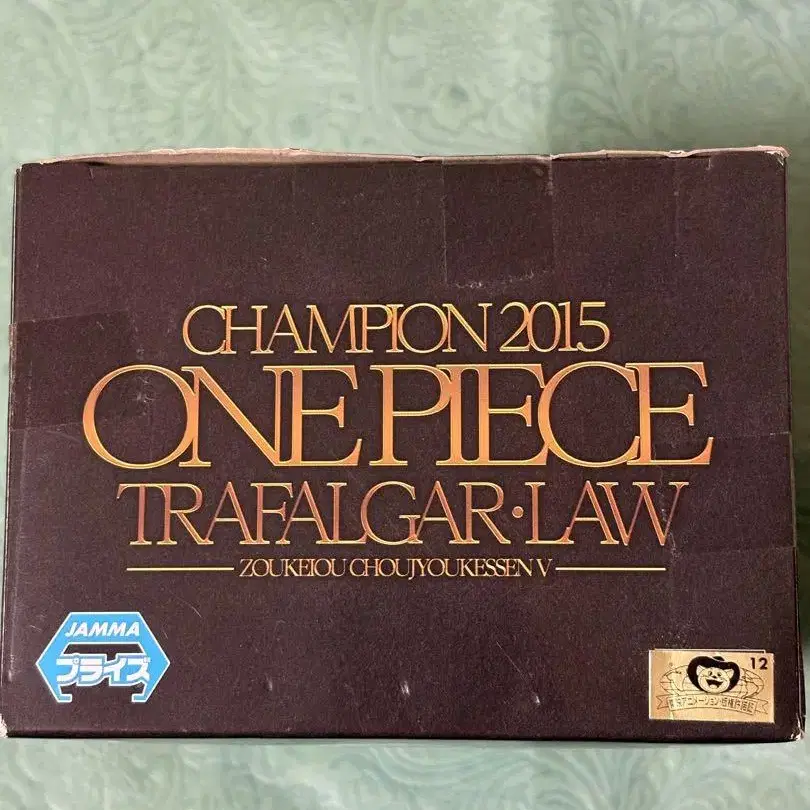 CHAMPION 2015
ONE PIECE
TRAFALGAR・LAW
ZOUKEIOU CHOUJYOUKESSEN V
JAMMA
プライズ
12